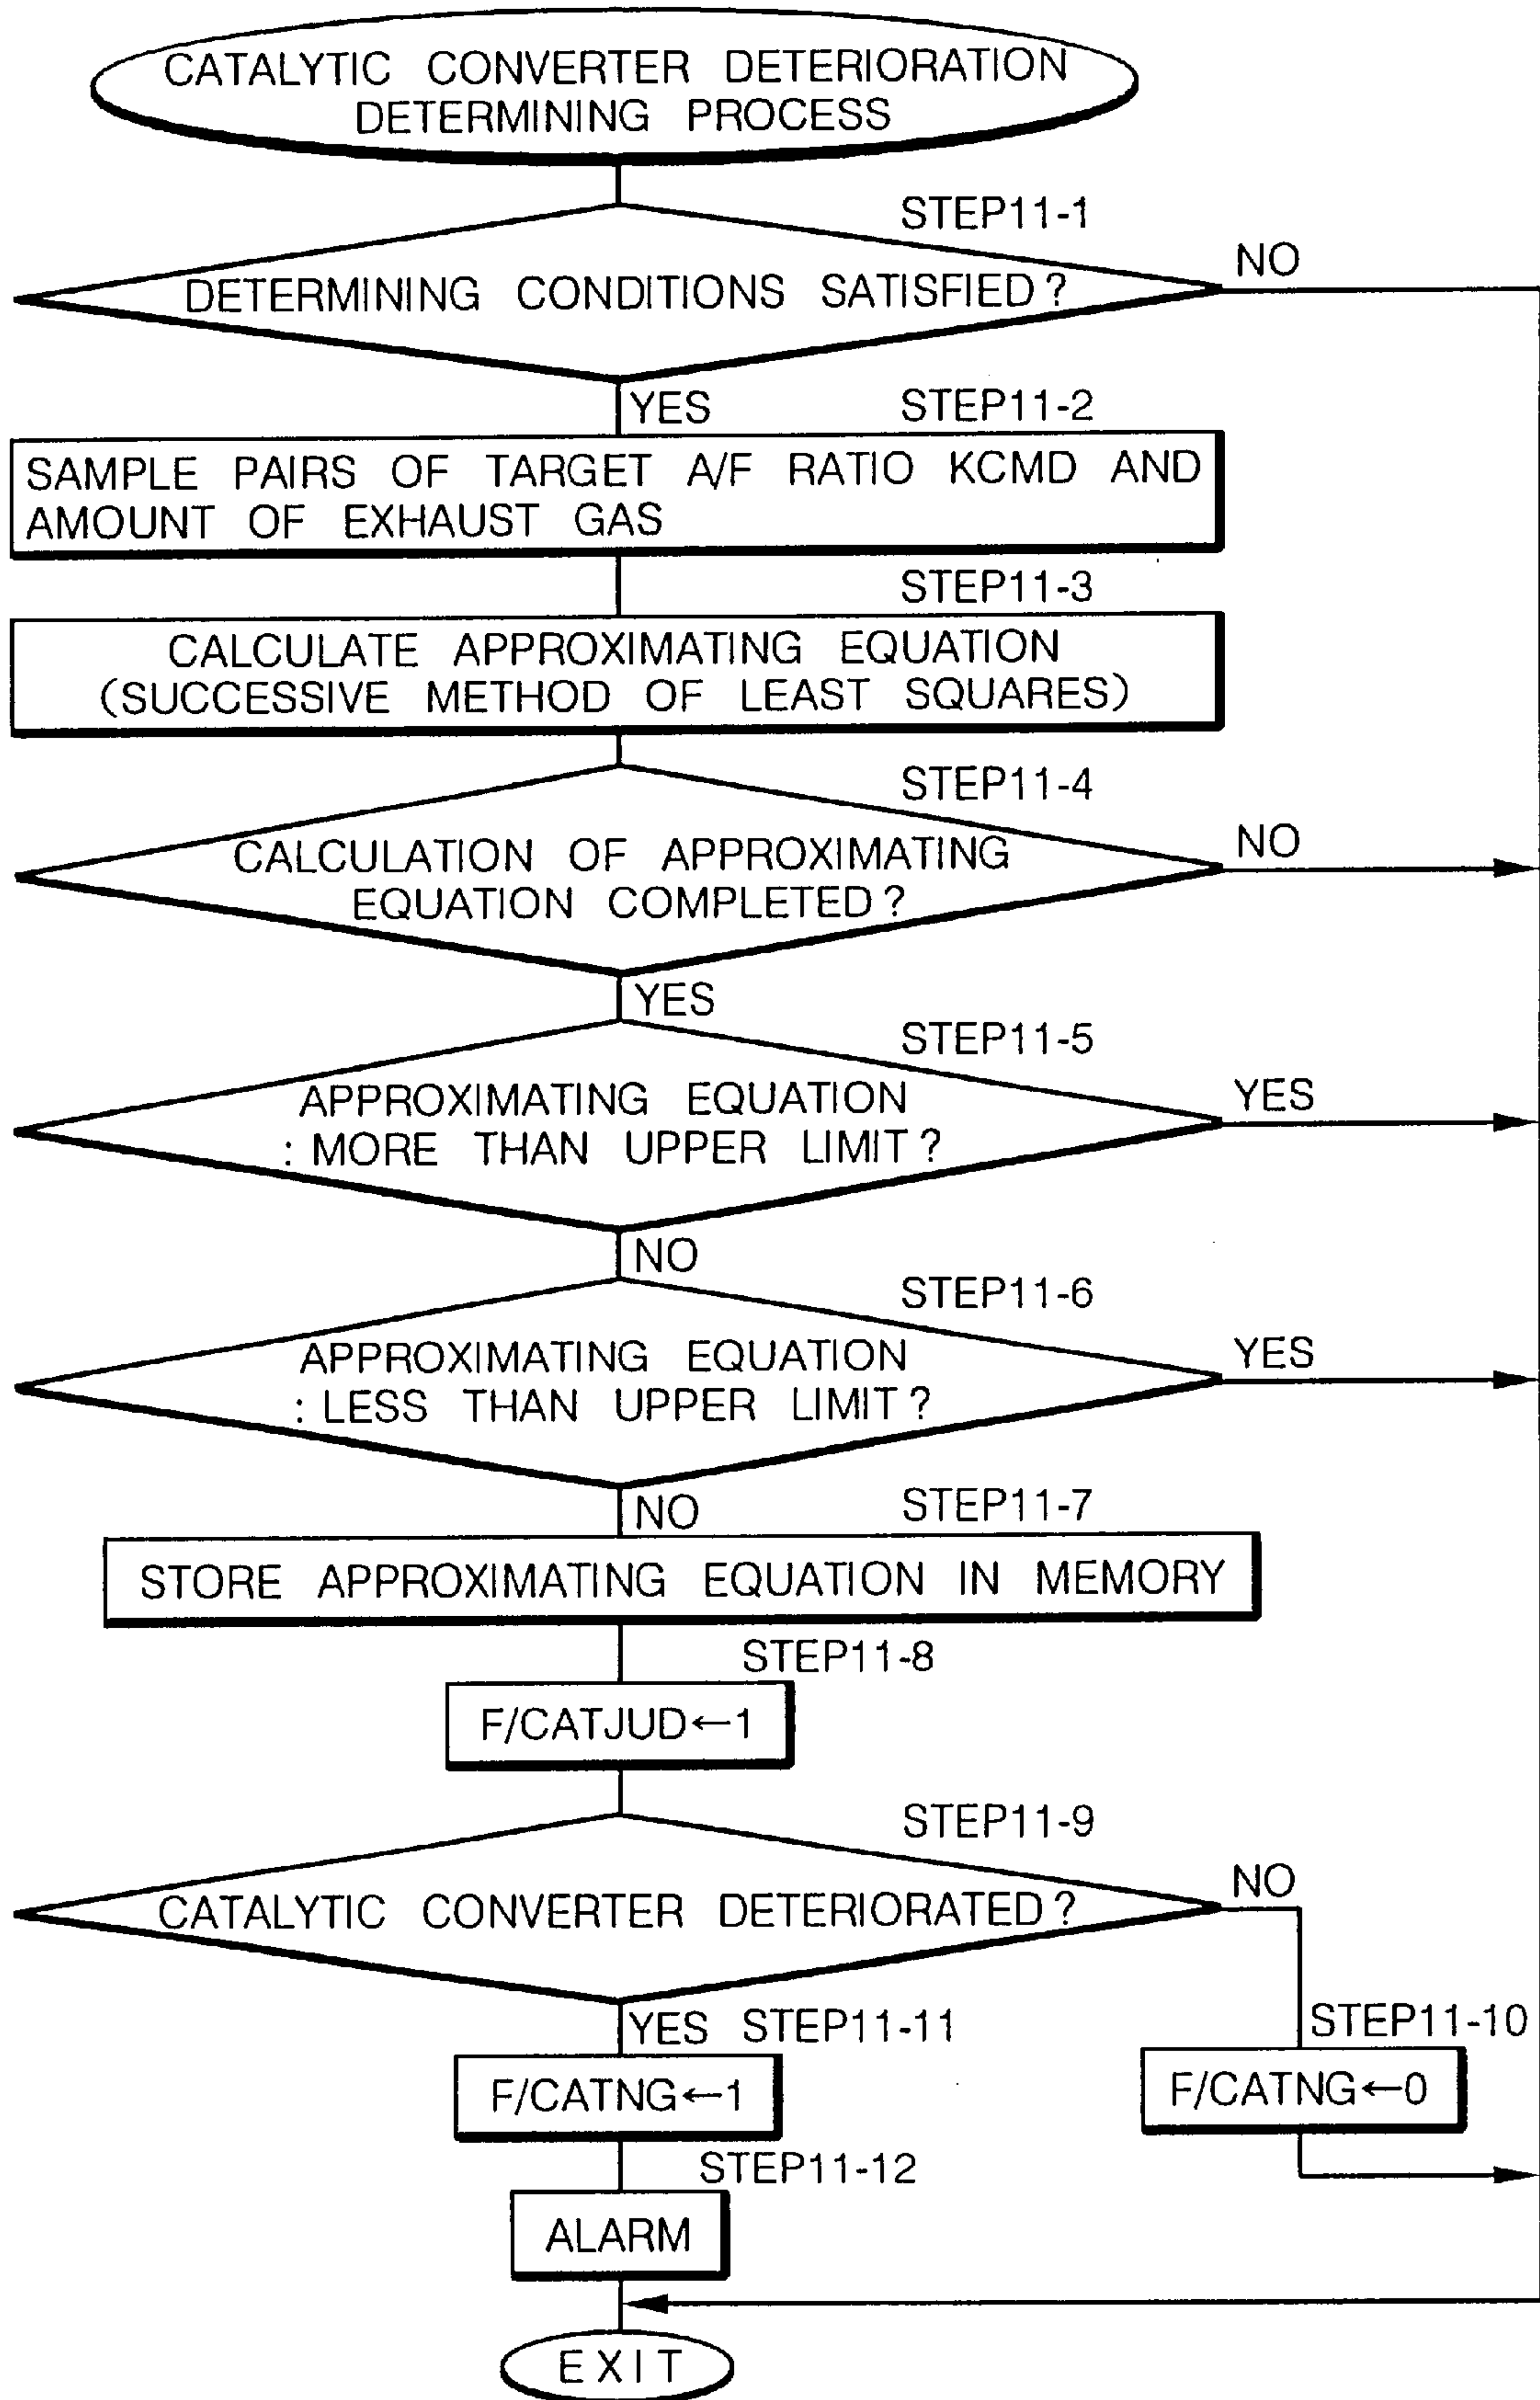 CATALYTIC CONVERTER DETERIORATION
DETERMINING PROCESS
STEP11-1
NO
DETERMINING CONDITIONS SATISFIED?
YES
STEP11-2
SAMPLE PAIRS OF TARGET A/F RATIO KCMD AND
AMOUNT OF EXHAUST GAS
STEP11-3
CALCULATE APPROXIMATING EQUATION
(SUCCESSIVE METHOD OF LEAST SQUARES)
STEP11-4
NO
CALCULATION OF APPROXIMATING
EQUATION COMPLETED?
YES
STEP11-5
YES
APPROXIMATING EQUATION
: MORE THAN UPPER LIMIT?
NO
STEP11-6
YES
APPROXIMATING EQUATION
: LESS THAN UPPER LIMIT?
NO
STEP11-7
STORE APPROXIMATING EQUATION IN MEMORY
STEP11-8
F/CATJUD←1
STEP11-9
NO
CATALYTIC CONVERTER DETERIORATED?
YES STEP11-11
STEP11-10
F/CATNG←1
F/CATNG←0
STEP11-12
ALARM
EXIT